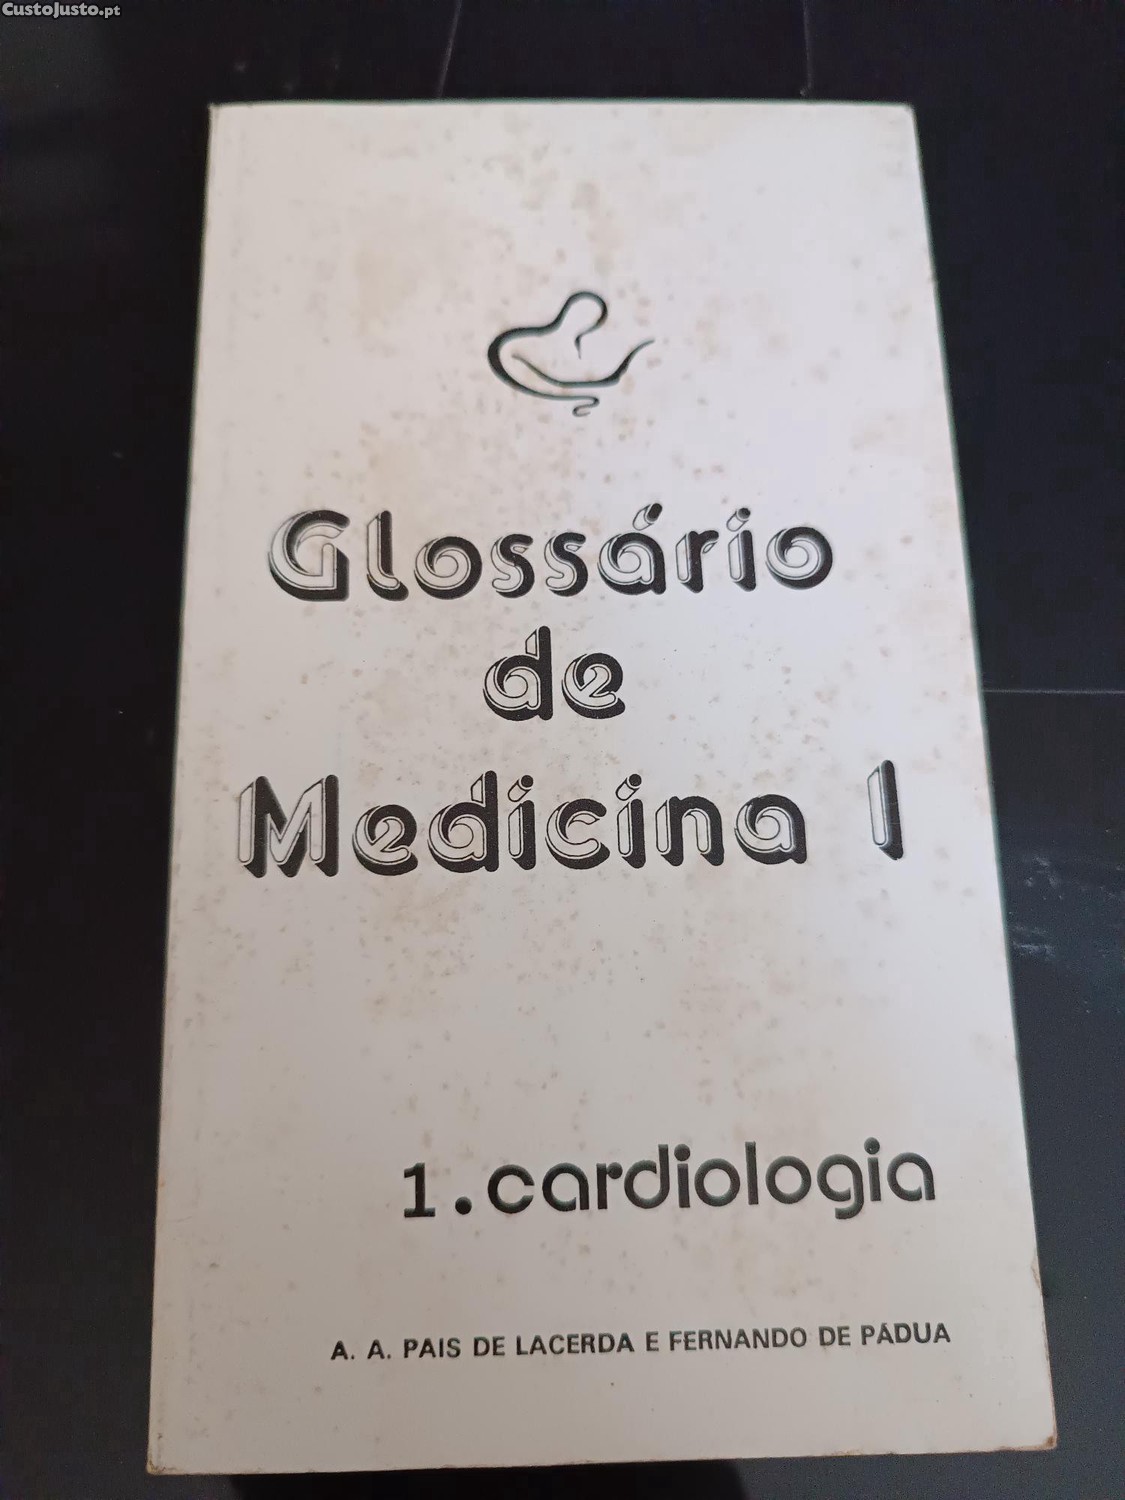 CustoJusto.pt
Glossário
de
Medicina I
1. cardiologia
A. A. PAIS DE LACERDA E FERNANDO DE PÁDUA